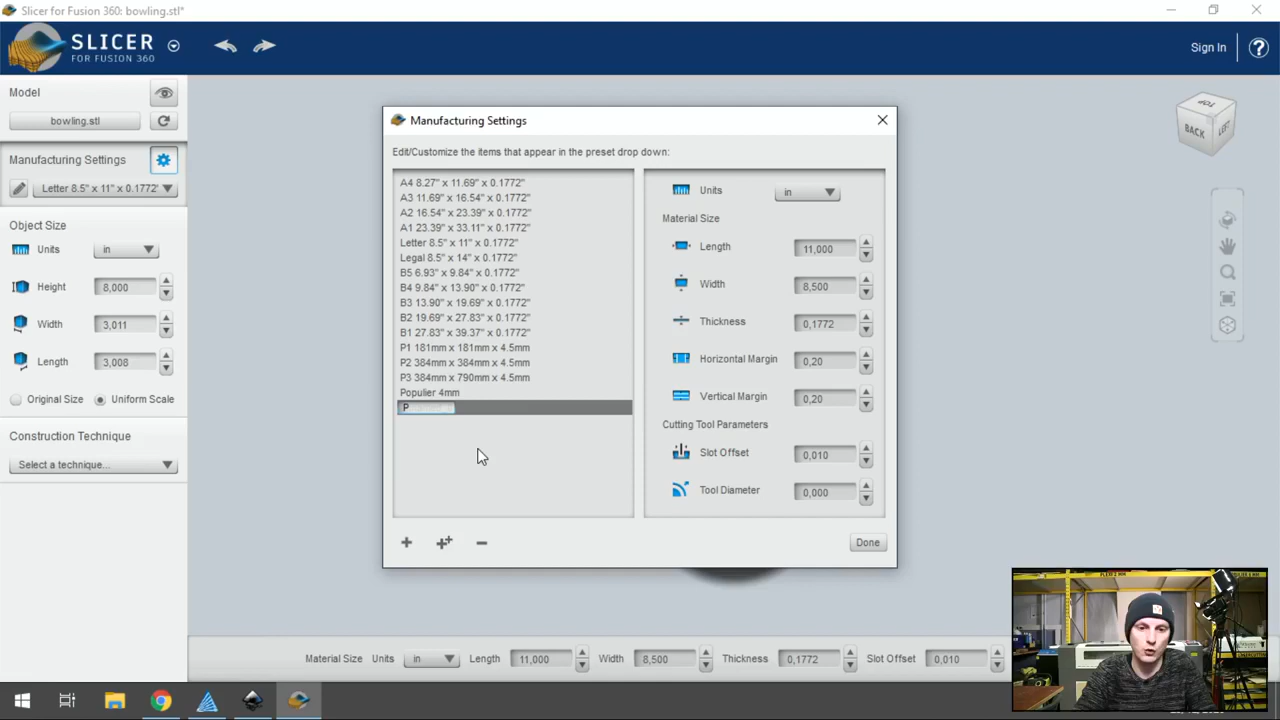 Slicer for Fusion 360: bowling.stl*
SLICER
FOR FUSION 360
Sign In
?
Model
bowling.stl
Manufacturing Settings
Letter 8.5" x 11" x 0.1772"
Object Size
Units in
Height 8,000
Width 3,011
Length 3,008
Original Size Uniform Scale
Construction Technique
Select a technique...
Manufacturing Settings
Edit/Customize the items that appear in the preset drop down:
A4 8.27" x 11.69" x 0.1772"
A3 11.69" x 16.54" x 0.1772"
A2 16.54" x 23.39" x 0.1772"
A1 23.39" x 33.11" x 0.1772"
Letter 8.5" x 11" x 0.1772"
Legal 8.5" x 14" x 0.1772"
B5 6.93" x 9.84" x 0.1772"
B4 9.84" x 13.90" x 0.1772"
B3 13.90" x 19.69" x 0.1772"
B2 19.69" x 27.83" x 0.1772"
B1 27.83" x 39.37" x 0.1772"
P1 181mm x 181mm x 4.5mm
P2 384mm x 384mm x 4.5mm
P3 384mm x 790mm x 4.5mm
Populier 4mm
P
Units in
Material Size
Length 11,000
Width 8,500
Thickness 0,1772
Horizontal Margin 0,20
Vertical Margin 0,20
Cutting Tool Parameters
Slot Offset 0,010
Tool Diameter 0,000
Done
TOP
BACK
LEFT
Material Size Units in Length 11,000 Width 8,500 Thickness 0,1772 Slot Offset 0,010